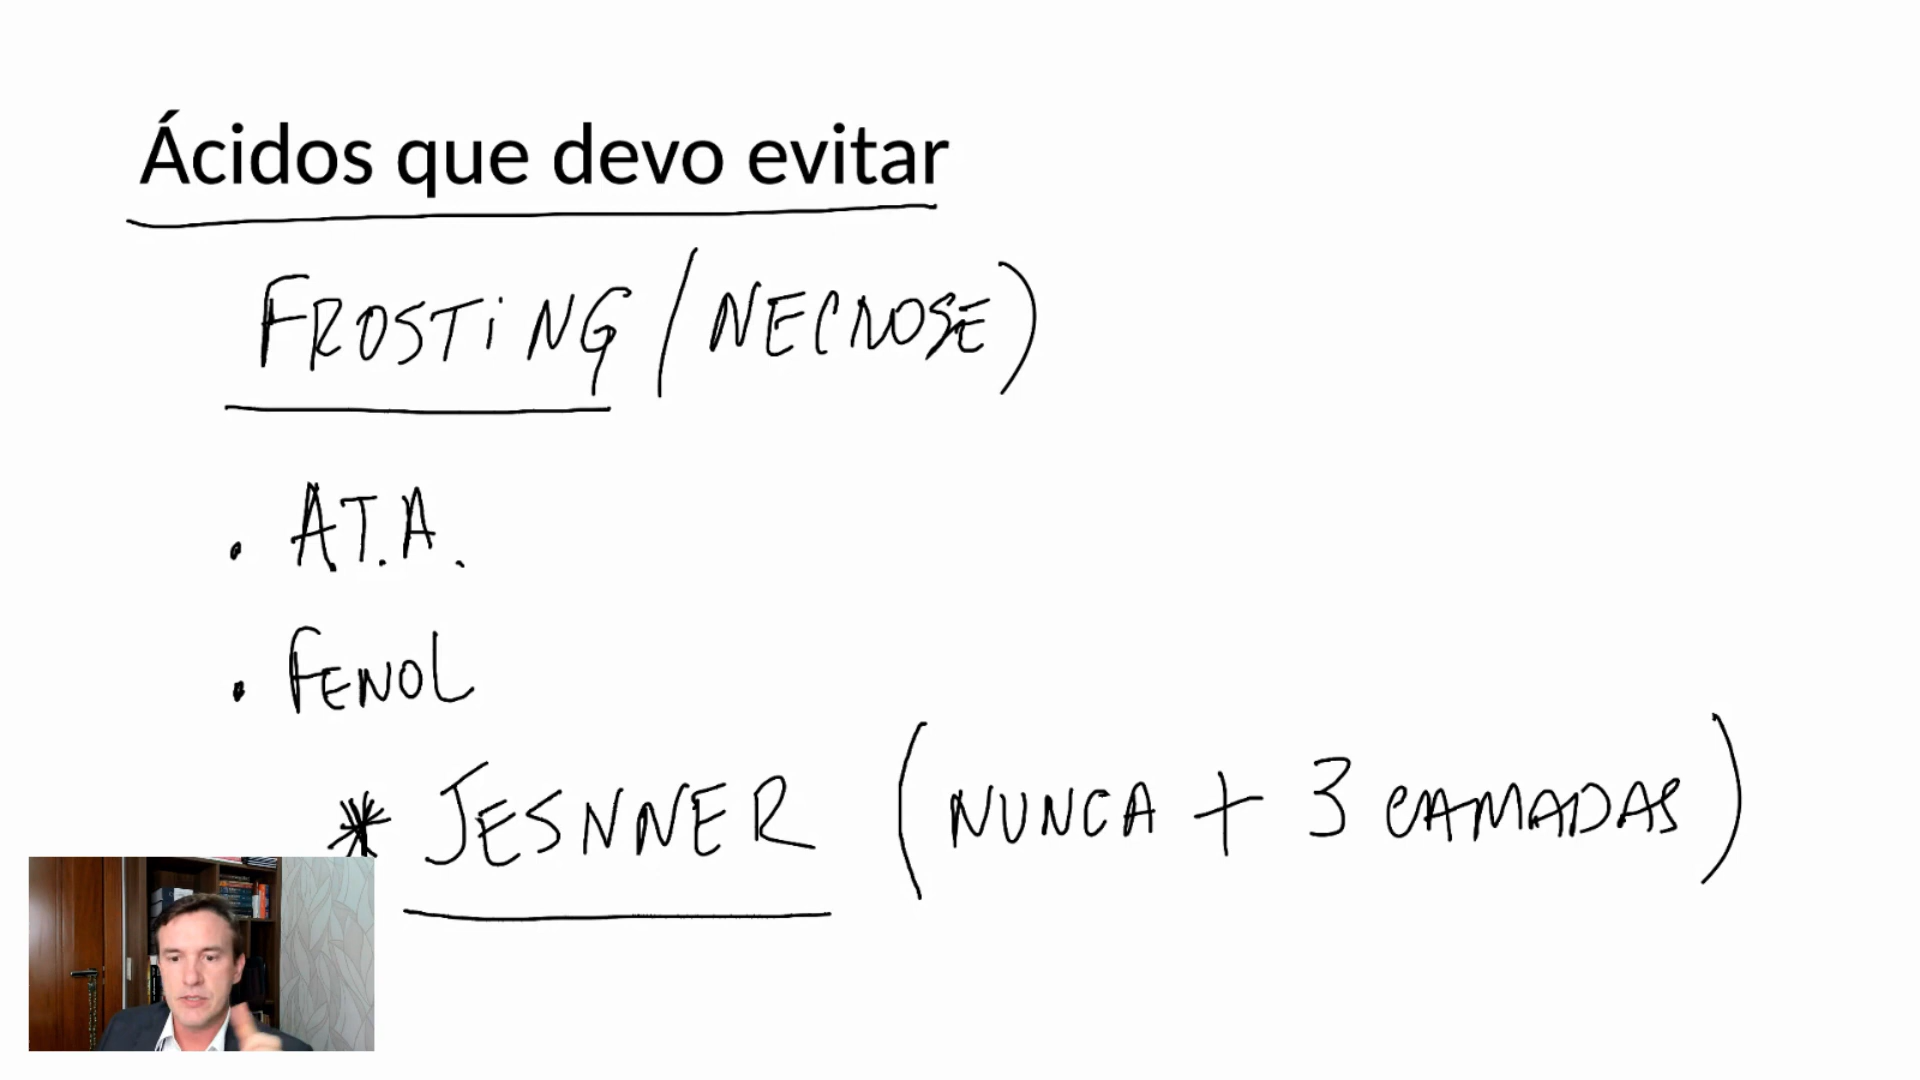 Ácidos que devo evitar
FROSTING / NECROSE)
. A.T.A.
. FENOL
* JESNNER (NUNCA + 3 CAMADAS)